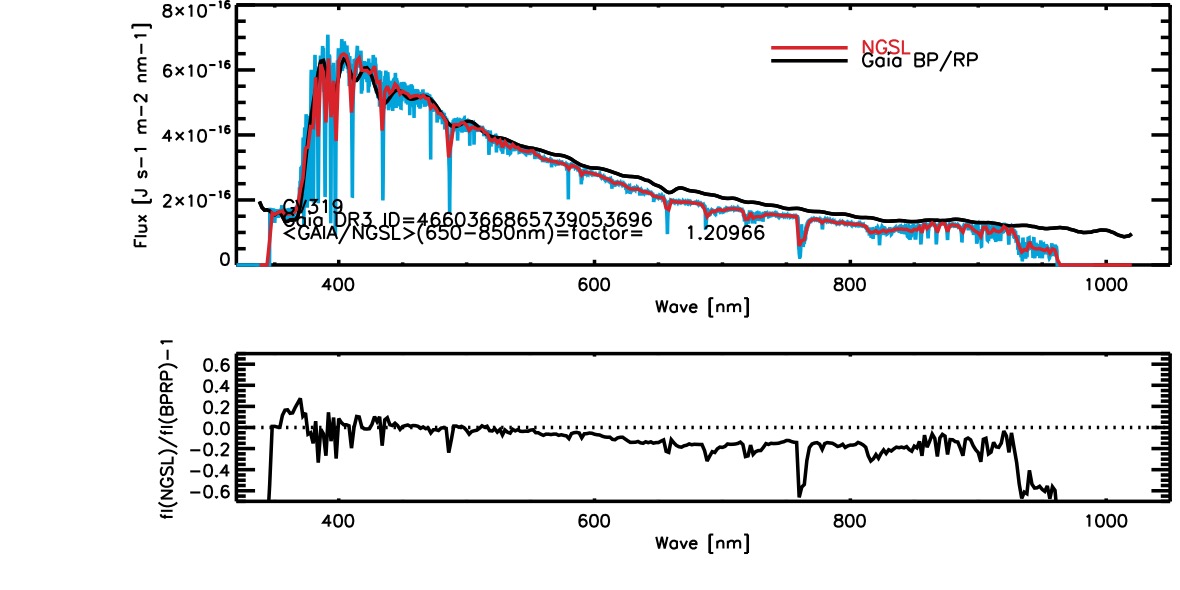 8×10-16
6×10-16
4×10-16
2×10-16
0
Flux [J s-1 m-2 nm-1]
NGSL
Gaia BP/RP
CV319
Gaia DR3 ID=4660366865739053696
<GAIA/NGSL>(650-850nm)=factor= 1.20966
400 600 800 1000
Wave [nm]
fl(NGSL)/fl(BPRP)-1
0.6
0.4
0.2
0.0
-0.2
-0.4
-0.6
400 600 800 1000
Wave [nm]